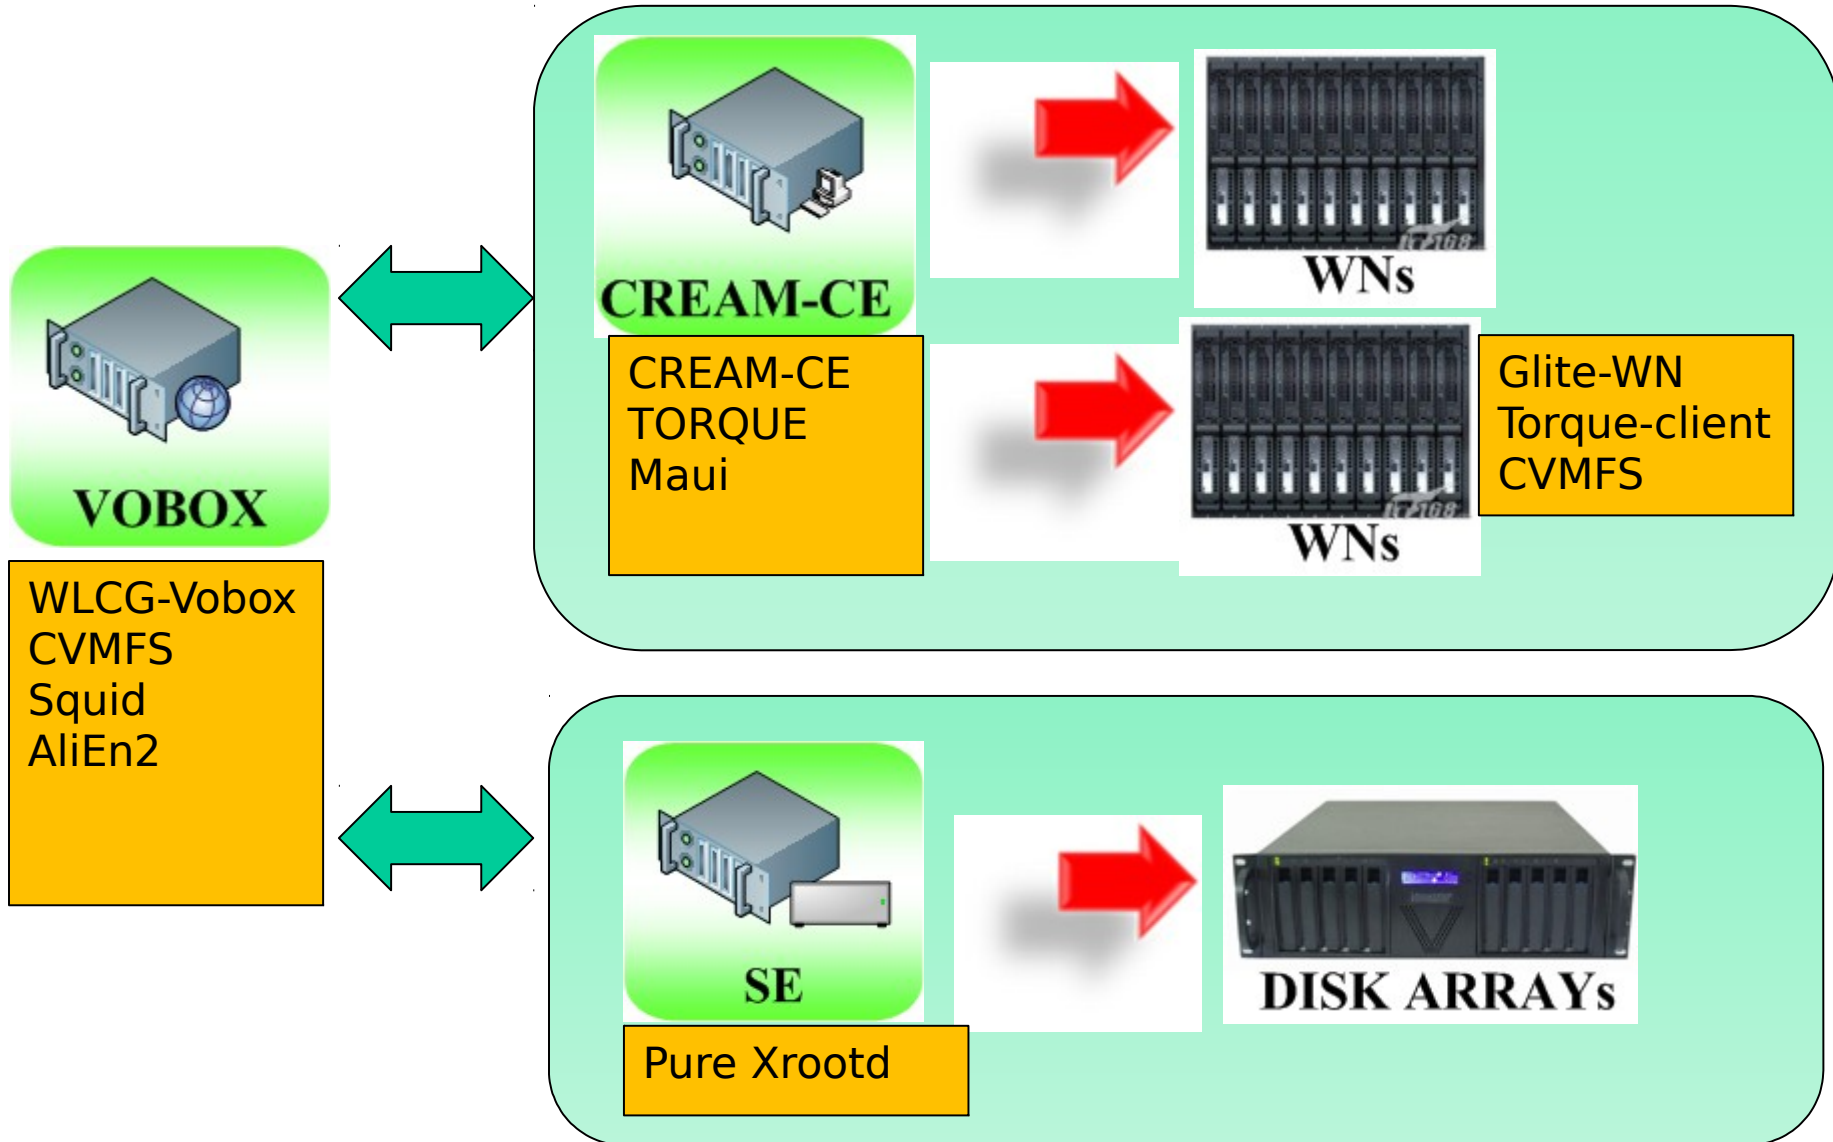 VOBOX
WLCG-Vobox
CVMFS
Squid
AliEn2
CREAM-CE
CREAM-CE
TORQUE
Maui
WNs
WNs
Glite-WN
Torque-client
CVMFS
SE
Pure Xrootd
DISK ARRAYs